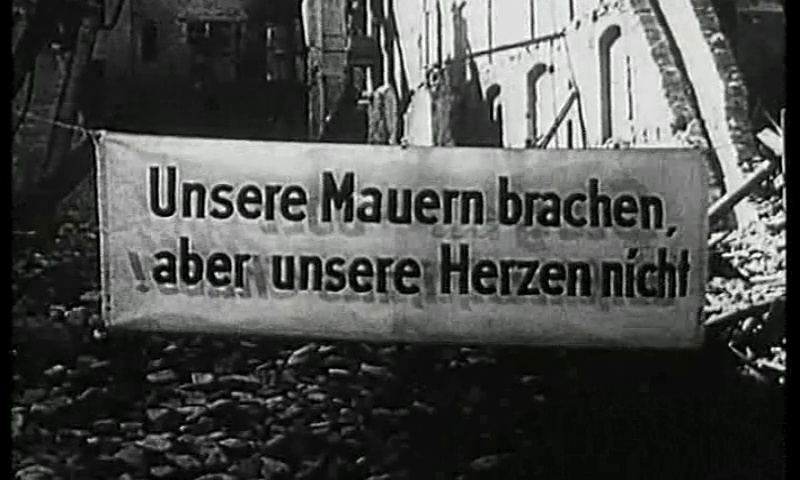 Unsere Mauern brachen,
aber unsere Herzen nicht